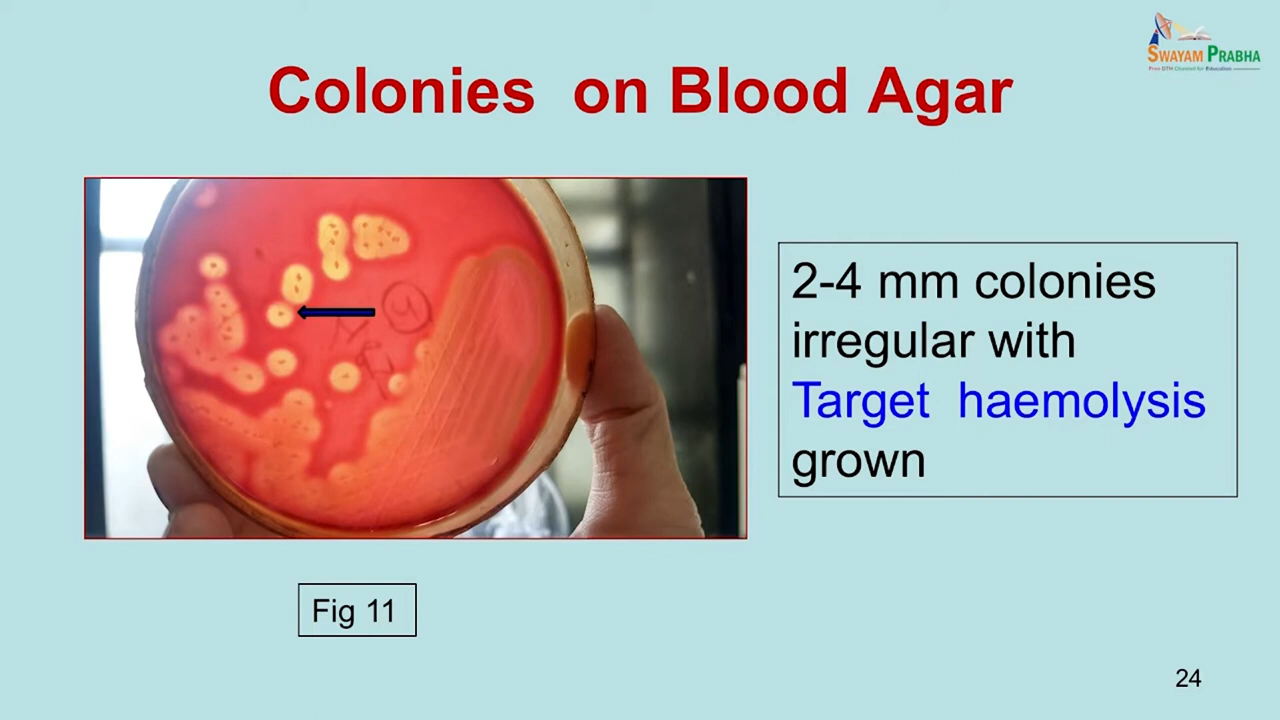 SWAYAM PRABHA
Free DTH Channel for Education
Colonies on Blood Agar
2-4 mm colonies
irregular with
Target haemolysis
grown
Fig 11
24